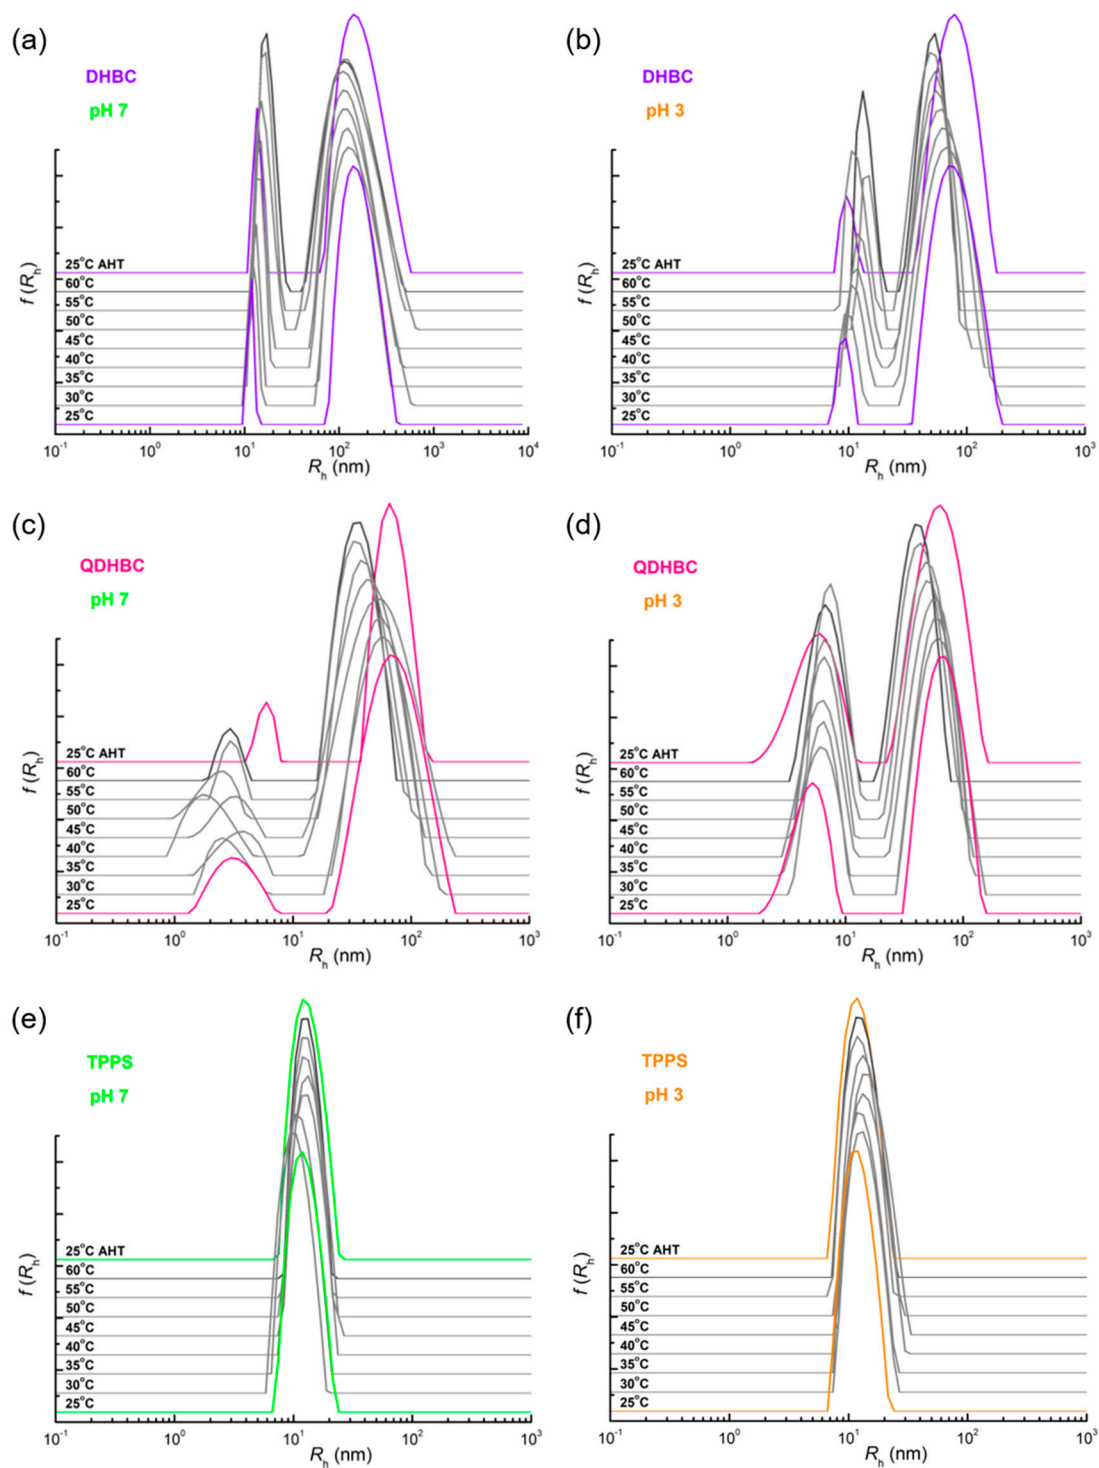 (a)
DHBC
pH 7
f (Rₕ)
25°C AHT
60°C
55°C
50°C
45°C
40°C
35°C
30°C
25°C
10⁻¹ 10⁰ 10¹ 10² 10³ 10⁴
Rₕ (nm)
(b)
DHBC
pH 3
f (Rₕ)
25°C AHT
60°C
55°C
50°C
45°C
40°C
35°C
30°C
25°C
10⁻¹ 10⁰ 10¹ 10² 10³
Rₕ (nm)
(c)
QDHBC
pH 7
f (Rₕ)
25°C AHT
60°C
55°C
50°C
45°C
40°C
35°C
30°C
25°C
10⁻¹ 10⁰ 10¹ 10² 10³
Rₕ (nm)
(d)
QDHBC
pH 3
f (Rₕ)
25°C AHT
60°C
55°C
50°C
45°C
40°C
35°C
30°C
25°C
10⁻¹ 10⁰ 10¹ 10² 10³
Rₕ (nm)
(e)
TPPS
pH 7
f (Rₕ)
25°C AHT
60°C
55°C
50°C
45°C
40°C
35°C
30°C
25°C
10⁻¹ 10⁰ 10¹ 10² 10³
Rₕ (nm)
(f)
TPPS
pH 3
f (Rₕ)
25°C AHT
60°C
55°C
50°C
45°C
40°C
35°C
30°C
25°C
10⁻¹ 10⁰ 10¹ 10² 10³
Rₕ (nm)